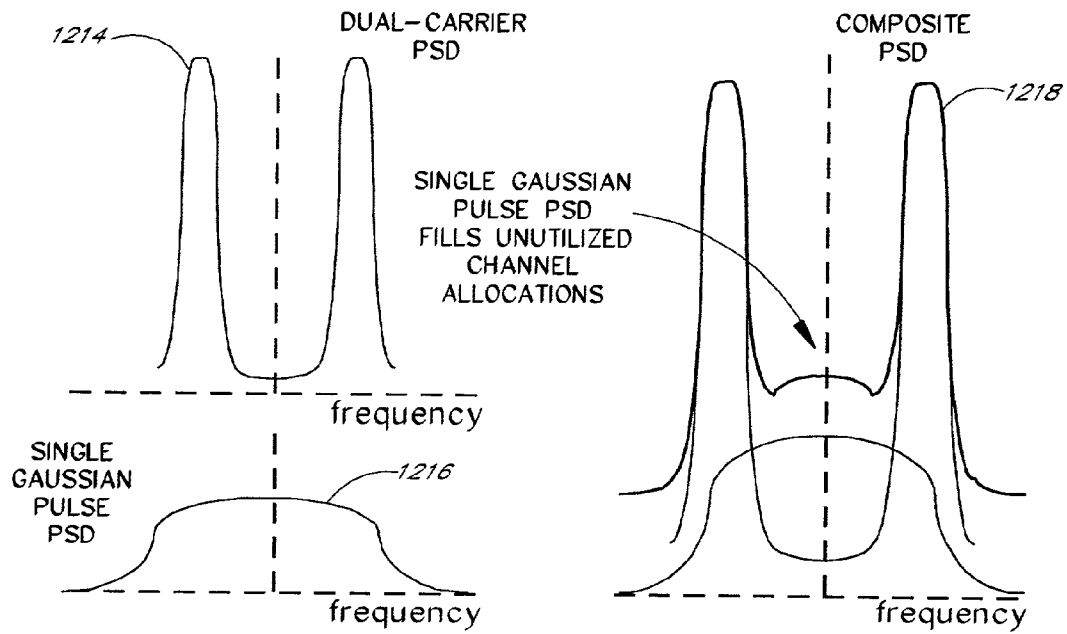 1214
DUAL-CARRIER
PSD
frequency
SINGLE
GAUSSIAN
PULSE
PSD
1216
frequency
COMPOSITE
PSD
1218
SINGLE GAUSSIAN
PULSE PSD
FILLS UNUTILIZED
CHANNEL
ALLOCATIONS
frequency